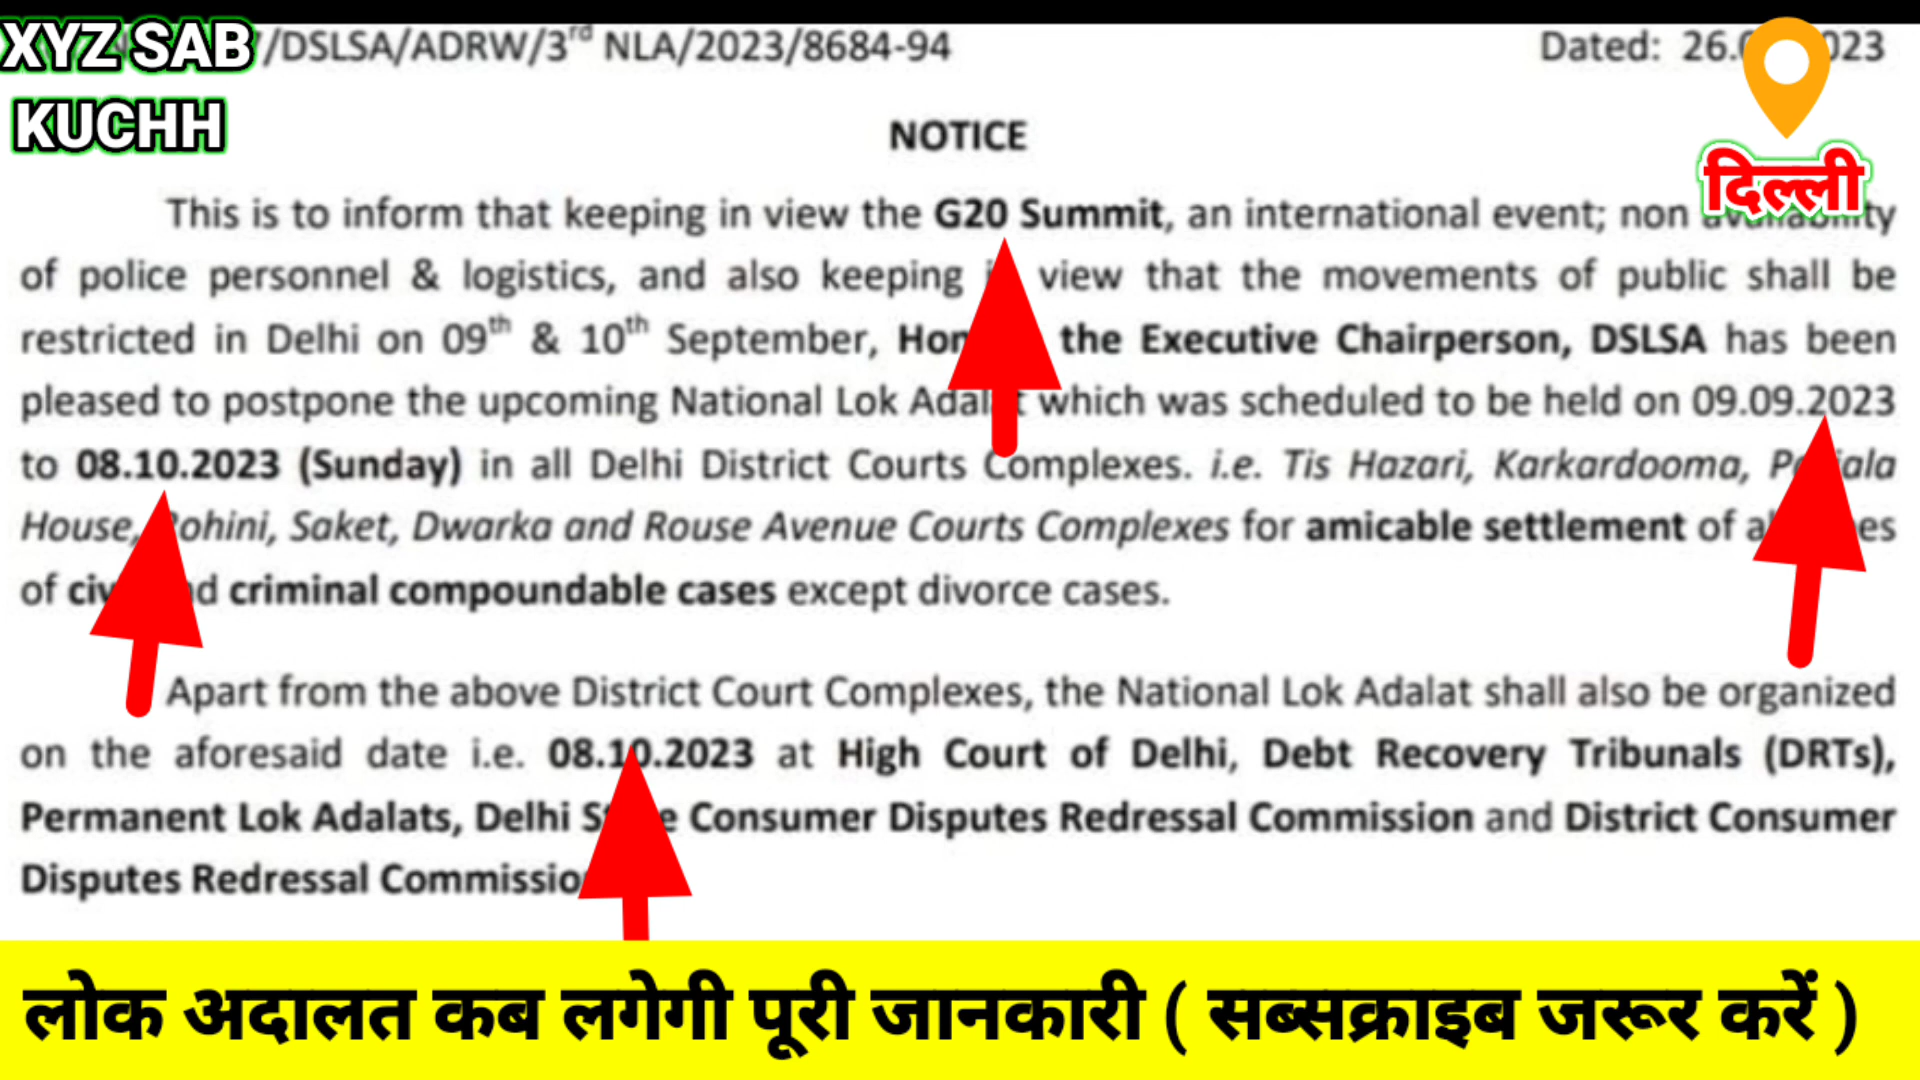 XYZ SAB
KUCHH
/DSLSA/ADRW/3rd NLA/2023/8684-94
Dated: 26. 023
दिल्ली
NOTICE
This is to inform that keeping in view the G20 Summit, an international event; non
of police personnel & logistics, and also keeping view that the movements of public shall be
restricted in Delhi on 09th & 10th September, the Executive Chairperson, DSLSA has been
pleased to postpone the upcoming National Lok Adalat which was scheduled to be held on 09.09.2023
to 08.10.2023 (Sunday) in all Delhi District Courts Complexes. i.e. Tis Hazari, Karkardooma,
House, Rohini, Saket, Dwarka and Rouse Avenue Courts Complexes for amicable settlement of
of criminal compoundable cases except divorce cases.
Apart from the above District Court Complexes, the National Lok Adalat shall also be organized
on the aforesaid date i.e. 08.10.2023 at High Court of Delhi, Debt Recovery Tribunals (DRTs),
Permanent Lok Adalats, Delhi State Consumer Disputes Redressal Commission and District Consumer
Disputes Redressal Commission
लोक अदालत कब लगेगी पूरी जानकारी ( सब्सक्राइब जरूर करें )